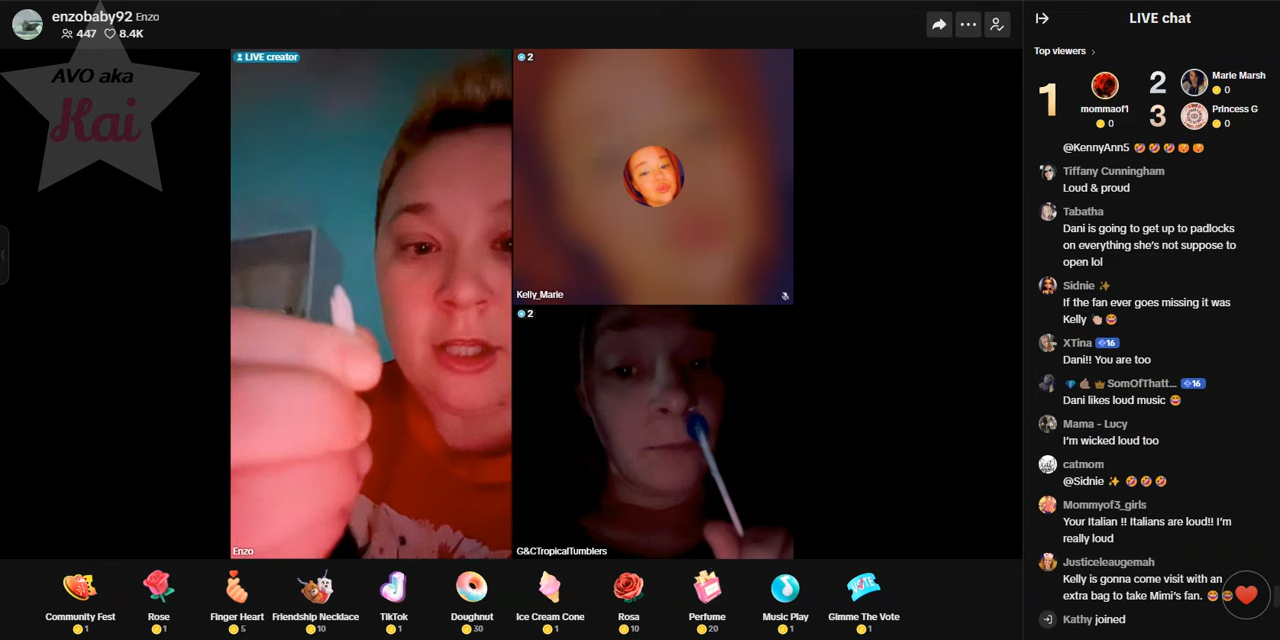 enzobaby92 Enzo
447 8.4K
AVO aka
Kai
LIVE creator
2
Kelly_Marie
2
Enzo
G&CTropicalTumblers
Community Fest
1
Rose
1
Finger Heart
5
Friendship Necklace
10
TikTok
1
Doughnut
30
Ice Cream Cone
1
Rosa
10
Perfume
20
Music Play
1
Gimme The Vote
1
LIVE chat
Top viewers
1
mommaof1
0
2
Marie Marsh
0
3
Princess G
0
@KennyAnn5
Tiffany Cunningham
Loud & proud
Tabatha
Dani is going to get up to padlocks
on everything she's not suppose to
open lol
Sidnie
If the fan ever goes missing it was
Kelly
XTina 16
Dani!! You are too
SomOfThatt... 16
Dani likes loud music
Mama - Lucy
I'm wicked loud too
catmom
@Sidnie
Mommyof3_girls
Your Italian !! Italians are loud!! I'm
really loud
Justiceleaugemah
Kelly is gonna come visit with an
extra bag to take Mimi's fan.
Kathy joined